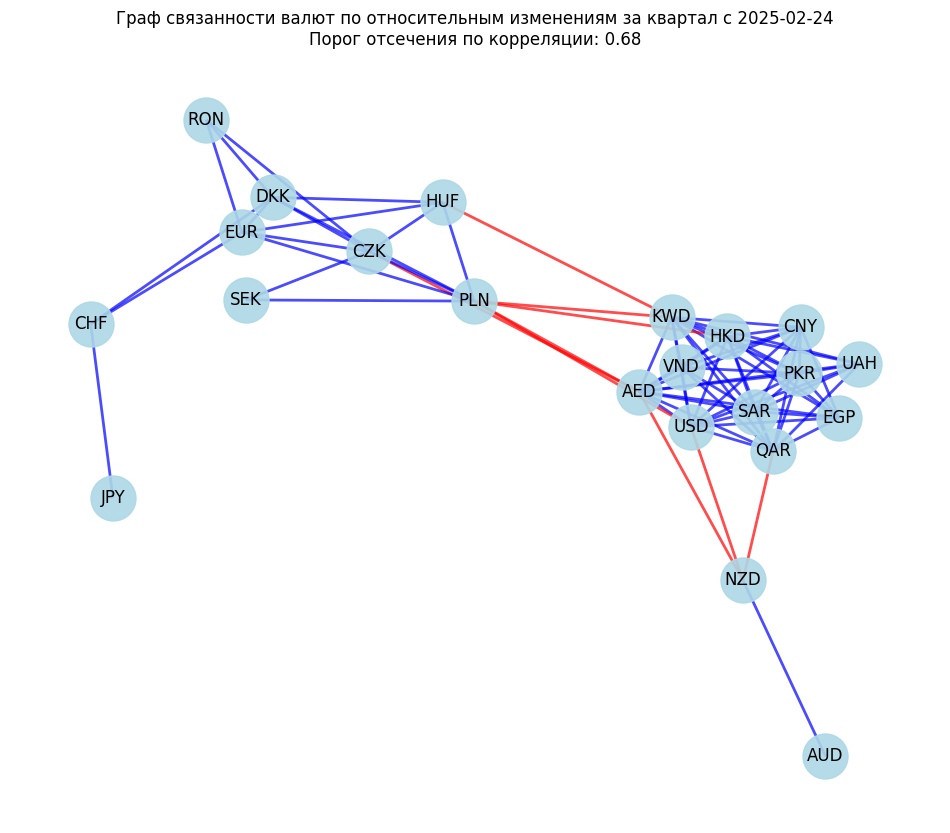 Граф связанности валют по относительным изменениям за квартал с 2025-02-24
Порог отсечения по корреляции: 0.68
RON
DKK
HUF
EUR
CZK
SEK
PLN
CHF
KWD
CNY
HKD
VND
UAH
PKR
AED
SAR
EGP
USD
QAR
JPY
NZD
AUD